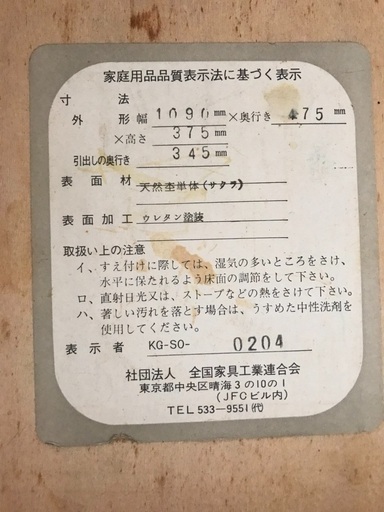 家庭用品品質表示法に基づく表示
寸法
外形 幅 1090mm×奥行き 475mm
×高さ 375mm
引出しの奥行き 345mm
表面材 天然杢単体(サクラ)
表面加工 ウレタン塗装
取扱い上の注意
イ、すえ付けに際しては、湿気の多いところをさけ、
水平に保たれるよう床面の調節をして下さい。
ロ、直射日光又は、ストーブなどの熱をさけて下さい。
ハ、著しい汚れを落とす場合は、うすめた中性洗剤を
使用してください。
表示者 KG-SO- 0204
社団法人 全国家具工業連合会
東京都中央区晴海3の10の1
(JFCビル内)
TEL 533-9551(代)